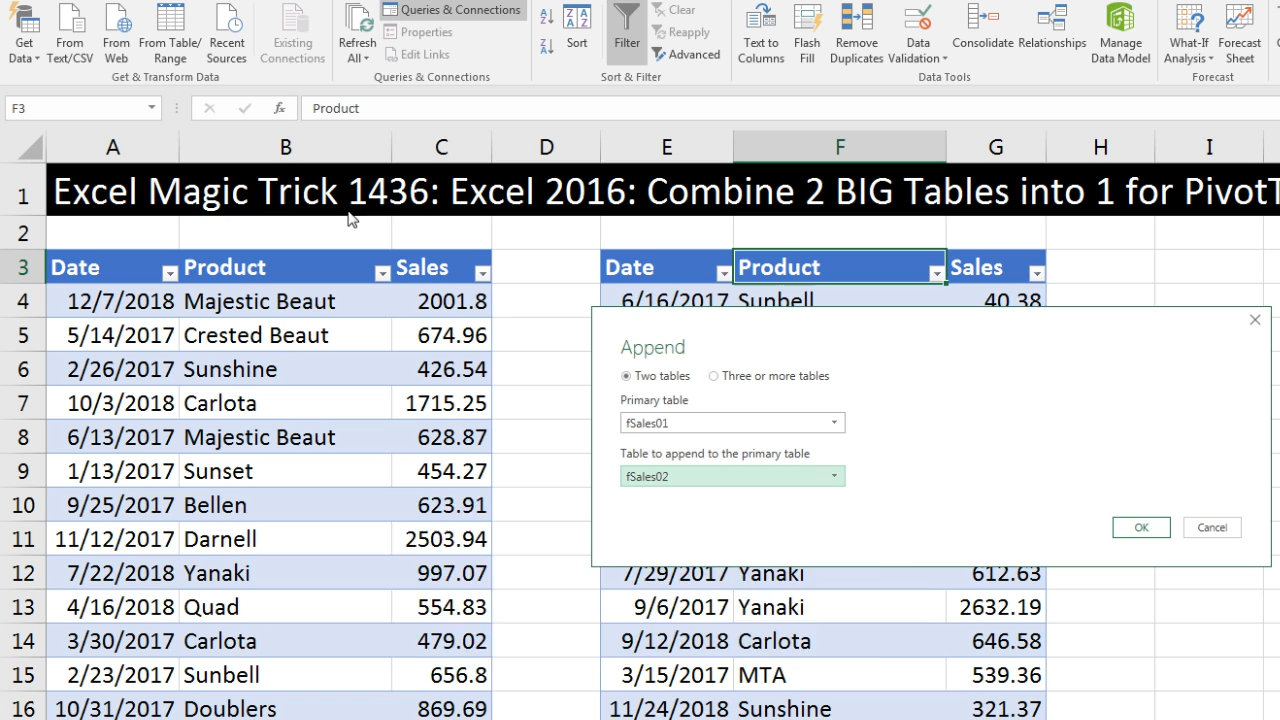 Queries & Connections
Properties
Edit Links
Clear
Reapply
Advanced
Get Data
From Text/CSV
From Web
From Table/ Range
Recent Sources
Existing Connections
Refresh All
Sort
Filter
Text to Columns
Flash Fill
Remove Duplicates
Data Validation
Consolidate
Relationships
Manage Data Model
What-If Analysis
Forecast Sheet
Get & Transform Data
Queries & Connections
Sort & Filter
Data Tools
Forecast
F3 fx Product
A B C D E F G H I
1 Excel Magic Trick 1436: Excel 2016: Combine 2 BIG Tables into 1 for PivotT
2
3 Date Product Sales Date Product Sales
4 12/7/2018 Majestic Beaut 2001.8 6/16/2017 Sunbell 40.38
5 5/14/2017 Crested Beaut 674.96
6 2/26/2017 Sunshine 426.54
7 10/3/2018 Carlota 1715.25
8 6/13/2017 Majestic Beaut 628.87
9 1/13/2017 Sunset 454.27
10 9/25/2017 Bellen 623.91
11 11/12/2017 Darnell 2503.94
12 7/22/2018 Yanaki 997.07 7/29/2017 Yanaki 612.63
13 4/16/2018 Quad 554.83 9/6/2017 Yanaki 2632.19
14 3/30/2017 Carlota 479.02 9/12/2018 Carlota 646.58
15 2/23/2017 Sunbell 656.8 3/15/2017 MTA 539.36
16 10/31/2017 Doublers 869.69 11/24/2018 Sunshine 321.37
Append
Two tables Three or more tables
Primary table
fSales01
Table to append to the primary table
fSales02
OK Cancel